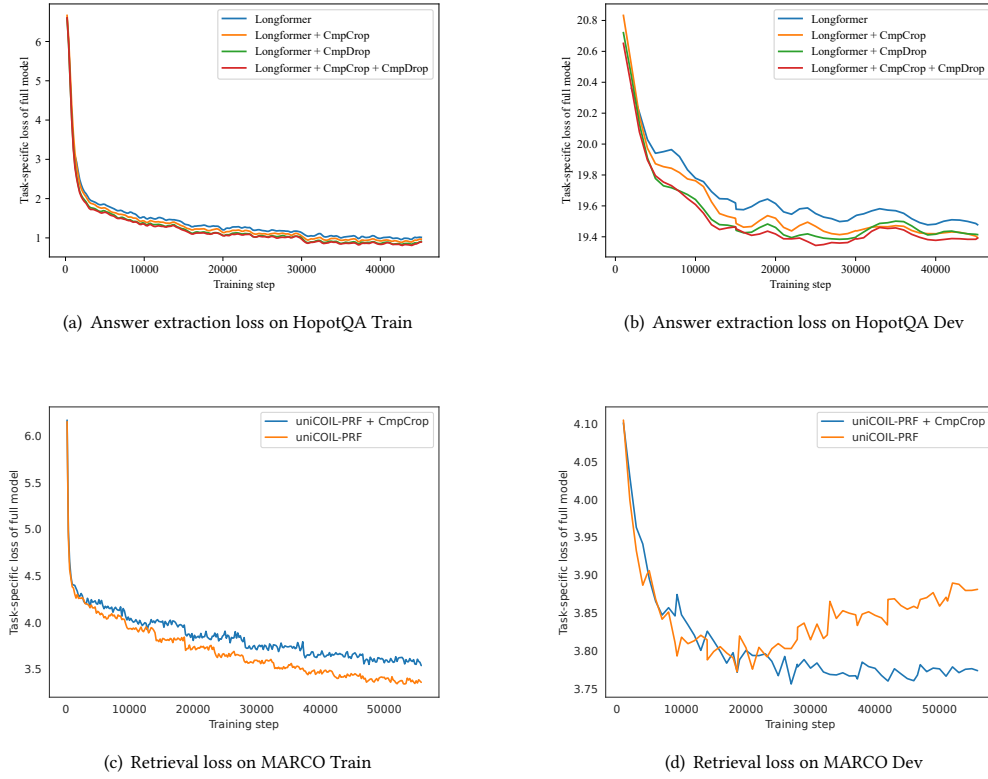 Longformer
Longformer + CmpCrop
Longformer + CmpDrop
Longformer + CmpCrop + CmpDrop
Task-specific loss of full model
6
5
4
3
2
1
0
10000
20000
30000
40000
Training step
(a) Answer extraction loss on HopotQA Train
Longformer
Longformer + CmpCrop
Longformer + CmpDrop
Longformer + CmpCrop + CmpDrop
Task-specific loss of full model
20.8
20.6
20.4
20.2
20.0
19.8
19.6
19.4
0
10000
20000
30000
40000
Training step
(b) Answer extraction loss on HopotQA Dev
uniCOIL-PRF + CmpCrop
uniCOIL-PRF
Task-specific loss of full model
6.0
5.5
5.0
4.5
4.0
3.5
0
10000
20000
30000
40000
50000
Training step
(c) Retrieval loss on MARCO Train
uniCOIL-PRF + CmpCrop
uniCOIL-PRF
Task-specific loss of full model
4.10
4.05
4.00
3.95
3.90
3.85
3.80
3.75
0
10000
20000
30000
40000
50000
Training step
(d) Retrieval loss on MARCO Dev